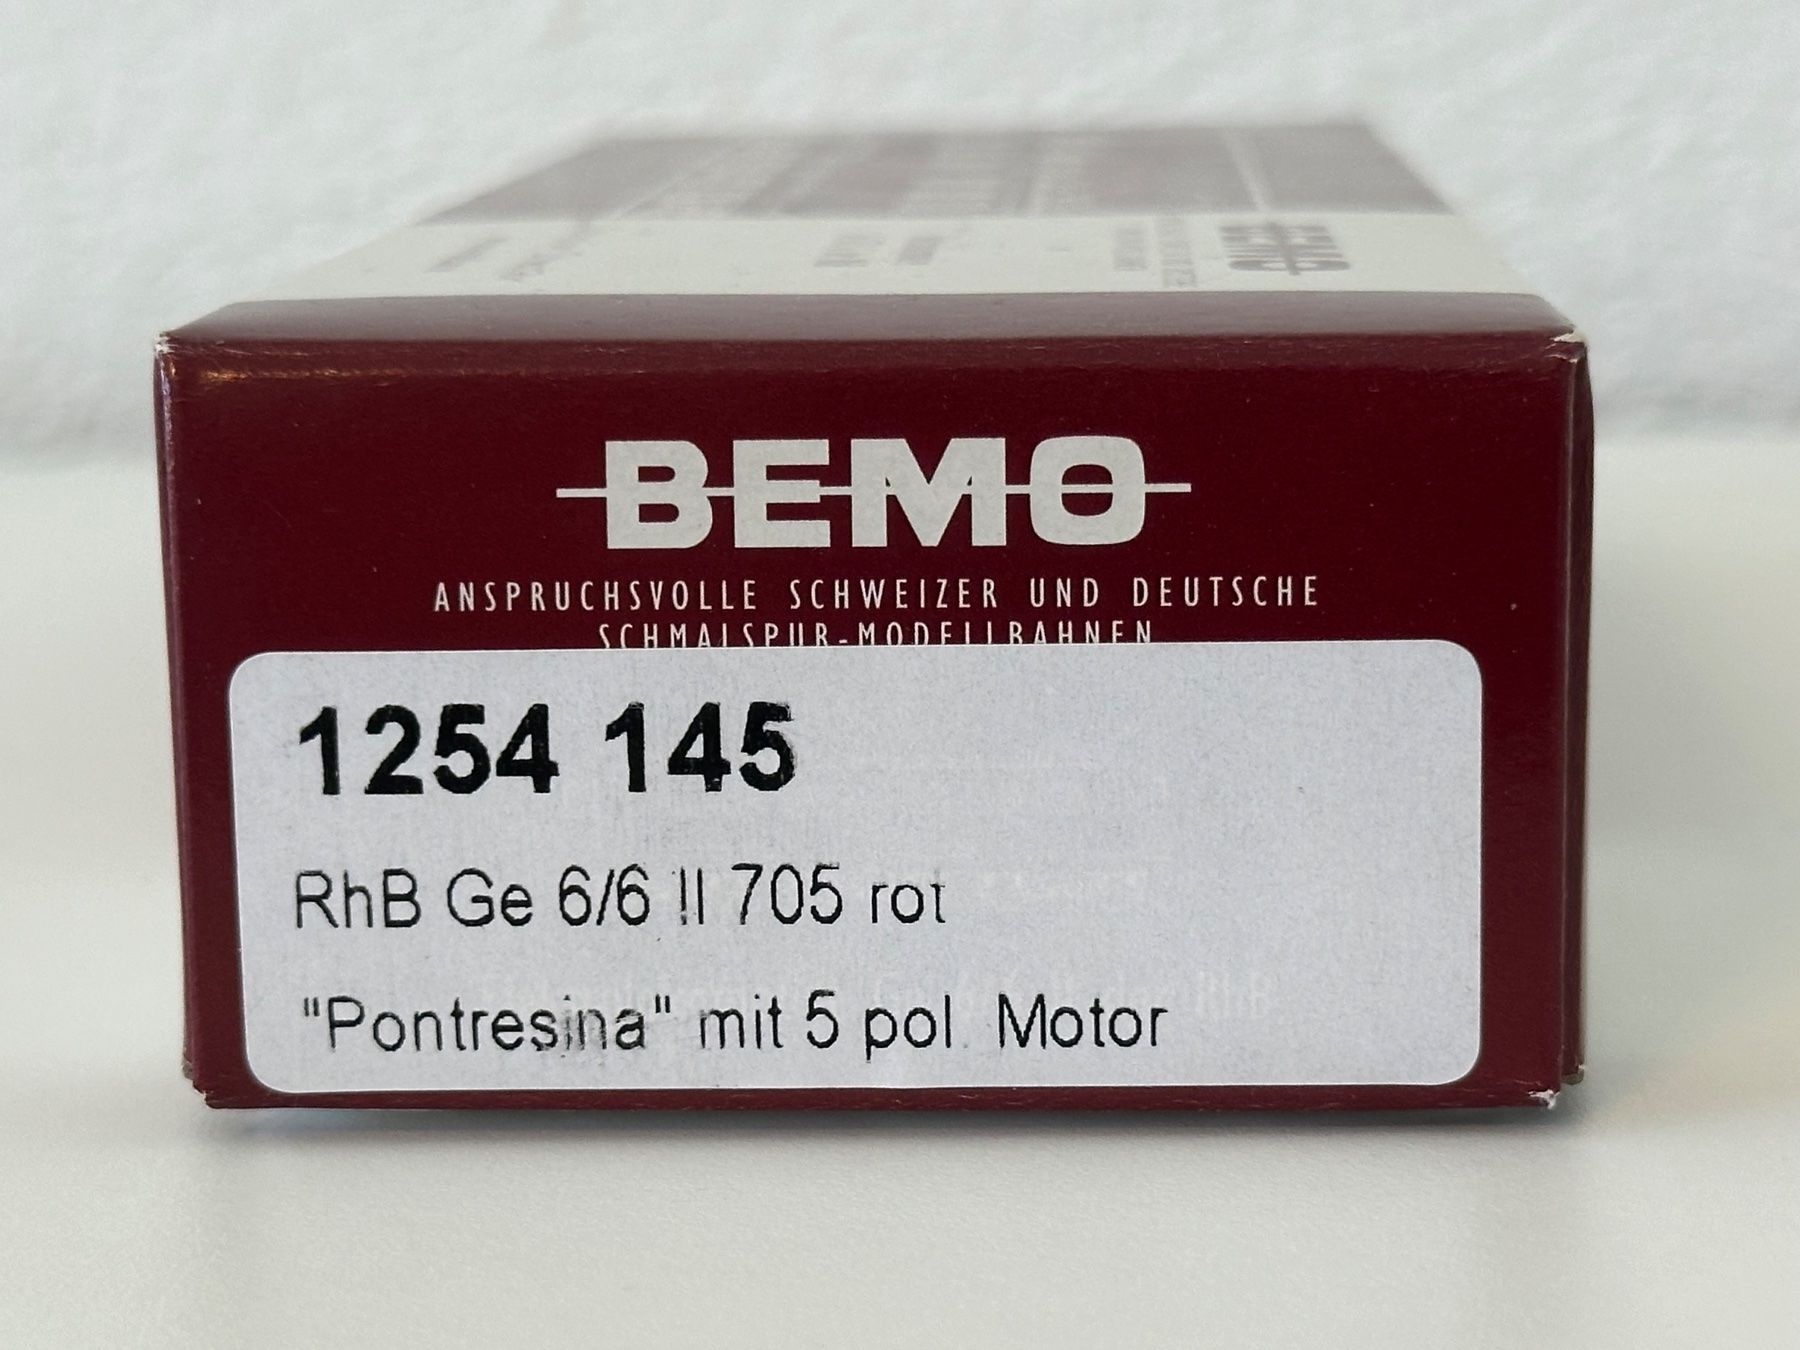 BEMO
ANSPRUCHSVOLLE SCHWEIZER UND DEUTSCHE
SCHMALSPUR-MODELLBAHNEN
1254 145
RhB Ge 6/6 II 705 rot
"Pontresina" mit 5 pol. Motor